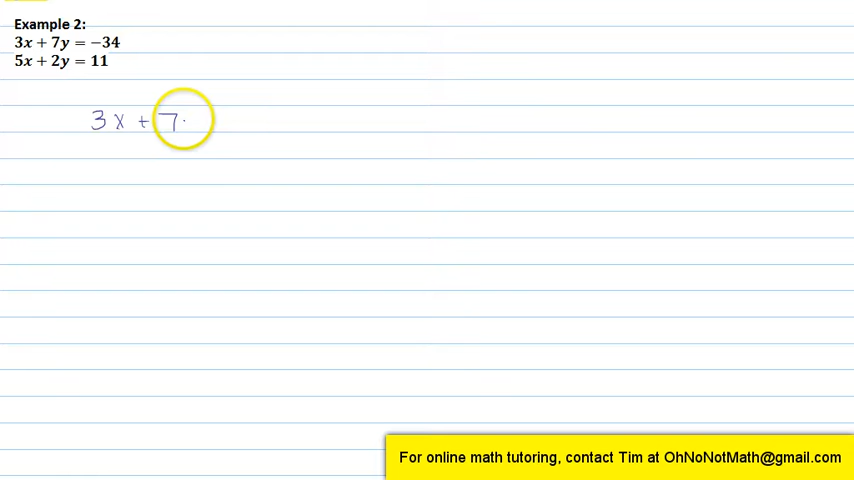 Example 2:
3x + 7y = −34
5x + 2y = 11
3x + 7
For online math tutoring, contact Tim at OhNoNotMath@gmail.com